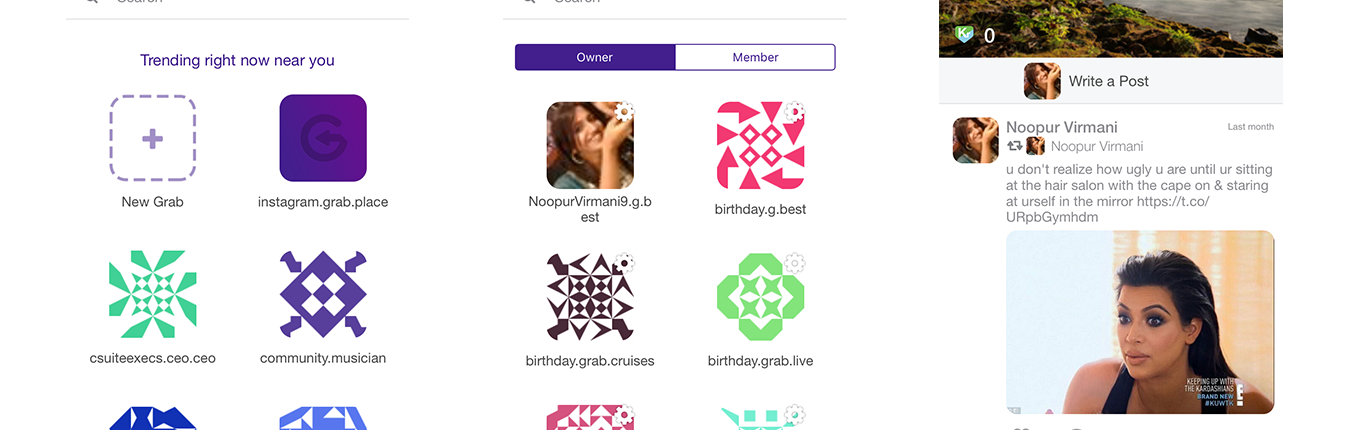 Search
Trending right now near you
New Grab
instagram.grab.place
csuiteexecs.ceo.ceo
community.musician
Search
Owner
Member
NoopurVirmani9.g.b
est
birthday.g.best
birthday.grab.cruises
birthday.grab.live
Kr 0
Write a Post
Noopur Virmani
Last month
Noopur Virmani
u don't realize how ugly u are until ur sitting
at the hair salon with the cape on & staring
at urself in the mirror https://t.co/
URpbGymhdm
KEEPING UP WITH
THE KARDASHIANS
BRAND NEW
#KUWTK
E!